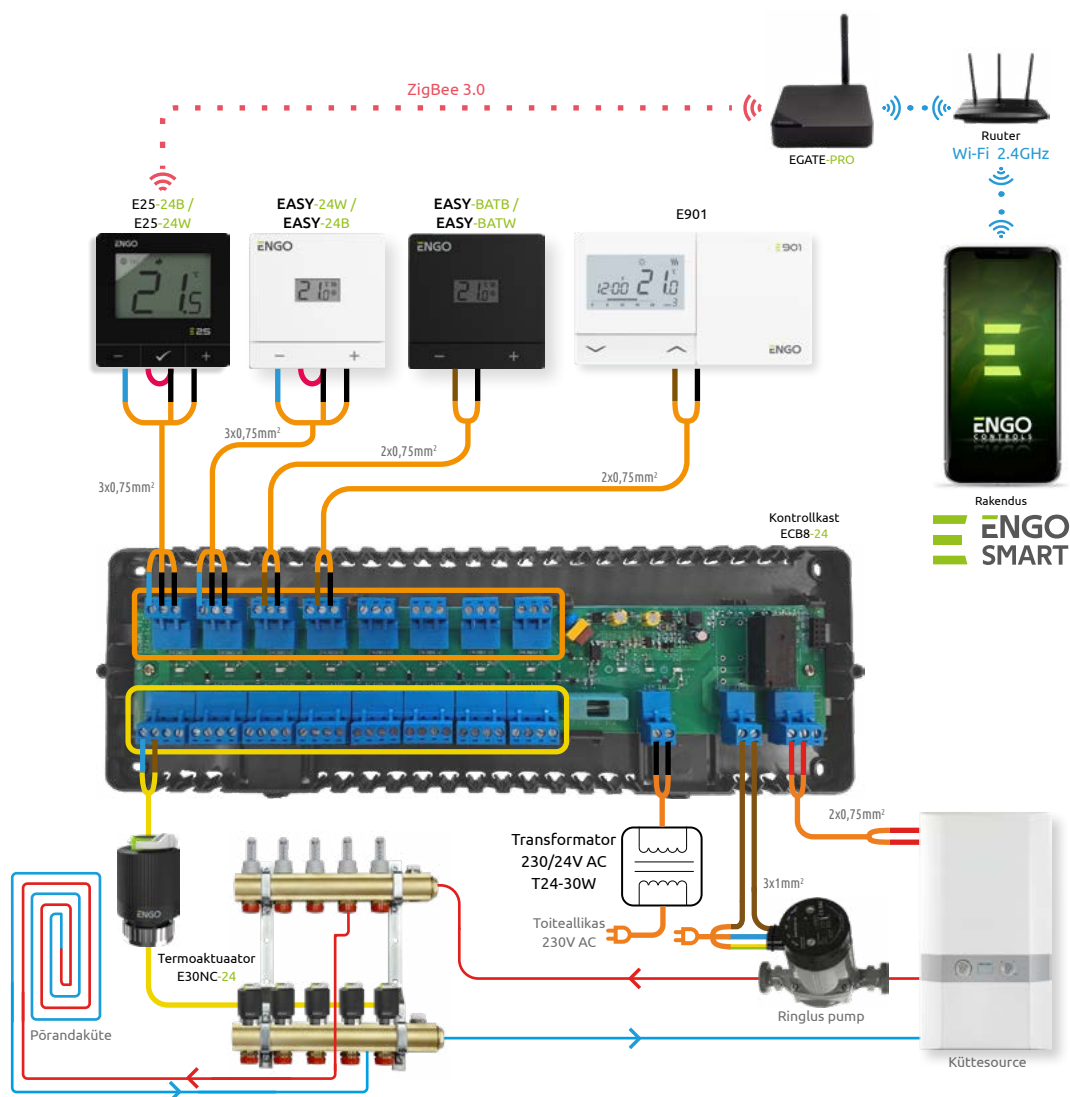 ZigBee 3.0
Ruuter
Wi-Fi 2.4GHz
EGATE-PRO
E25-24B /
E25-24W
EASY-24W /
EASY-24B
EASY-BATB /
EASY-BATW
E901
ENGO
21.5 °C
E25
ENGO
21.0
ENGO
21.0
12:00 21.0
E901
ENGO
ENGO
CONTROLS
3x0,75mm²
3x0,75mm²
2x0,75mm²
2x0,75mm²
Rakendus
ENGO
SMART
Kontrollkast
ECB8-24
2x0,75mm²
Transformator
230/24V AC
T24-30W
3x1mm²
Toiteallikas
230V AC
ENGO
Termoaktuaator
E30NC-24
Põrandaküte
Ringlus pump
Küttesource